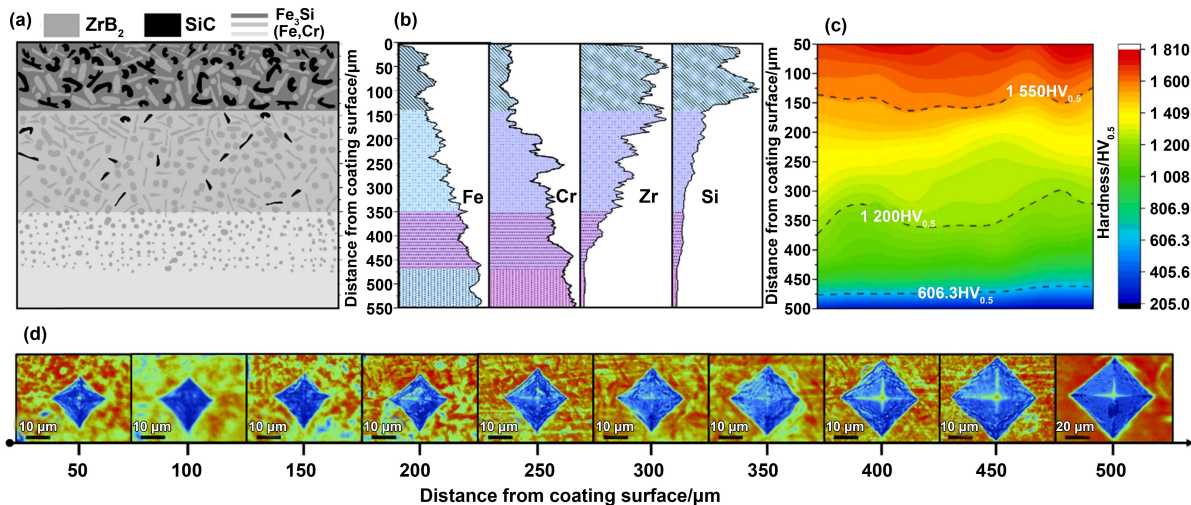 (a) ZrB₂ SiC Fe₃Si
(Fe,Cr)
(b)
Distance from coating surface/μm
0
50
100
150
200
250
300
350
400
450
500
550
Fe Cr Zr Si
(c)
Distance from coating surface/μm
50
100
150
200
250
300
350
400
450
500
1 550HV₀.₅
1 200HV₀.₅
606.3HV₀.₅
Hardness/HV₀.₅
1 810
1 609
1 408
1 208
1 007
806.9
606.3
405.6
205.0
(d)
10 μm 10 μm 10 μm 10 μm 10 μm 10 μm 10 μm 10 μm 10 μm 20 μm
50 100 150 200 250 300 350 400 450 500
Distance from coating surface/μm